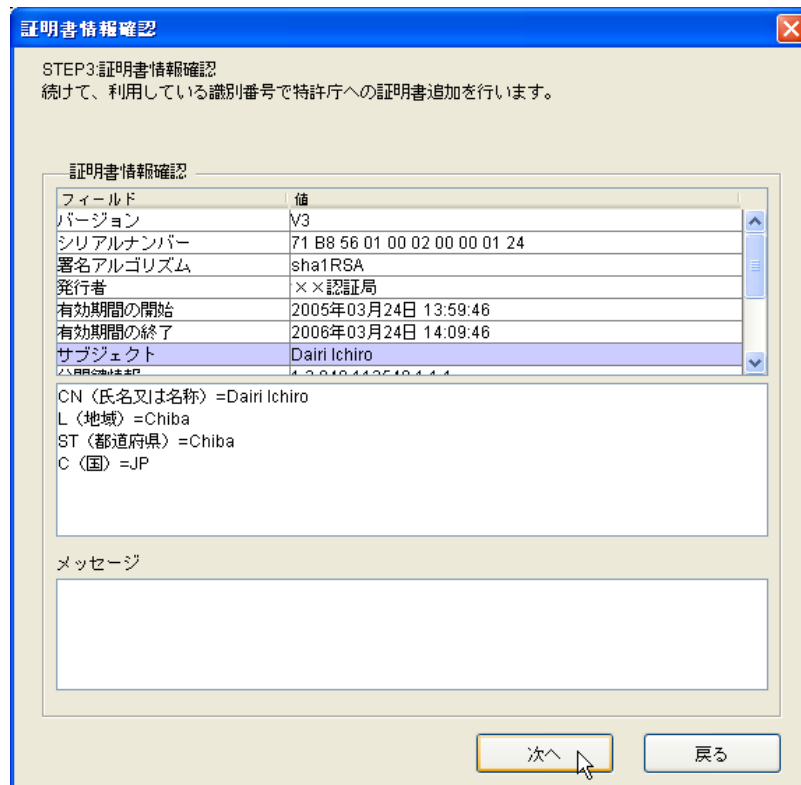 証明書情報確認
STEP3:証明書情報確認
続けて、利用している識別番号で特許庁への証明書追加を行います。
証明書情報確認
フィールド 値
バージョン V3
シリアルナンバー 71 B8 56 01 00 02 00 00 01 24
署名アルゴリズム sha1RSA
発行者 ××認証局
有効期間の開始 2005年03月24日 13:59:46
有効期間の終了 2006年03月24日 14:09:46
サブジェクト Dairi Ichiro
CN（氏名又は名称）=Dairi Ichiro
L（地域）=Chiba
ST（都道府県）=Chiba
C（国）=JP
メッセージ
次へ 戻る